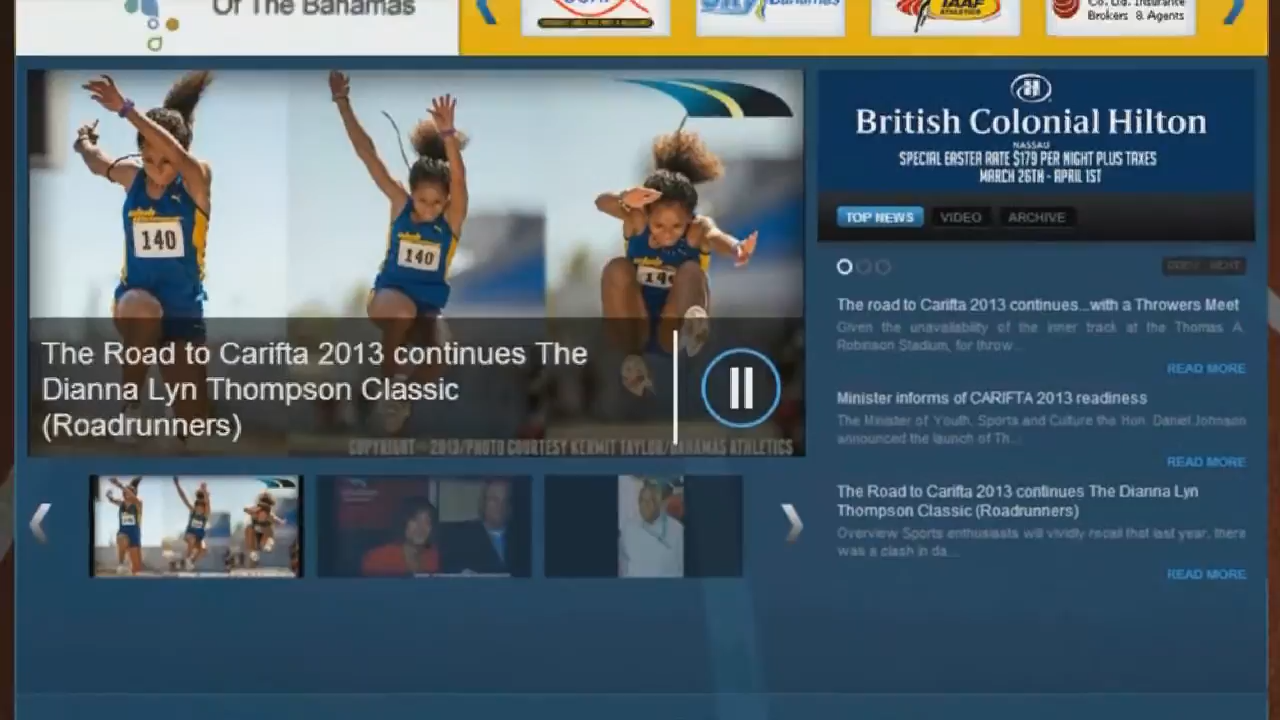 Of The Bahamas
Bahamas
IAAF
ATHLETICS
Co. Ltd. Insurance
Brokers & Agents
140
140
British Colonial Hilton
NASSAU
SPECIAL EASTER RATE $179 PER NIGHT PLUS TAXES
MARCH 26TH - APRIL 1ST
TOP NEWS VIDEO ARCHIVE
The Road to Carifta 2013 continues The
Dianna Lyn Thompson Classic
(Roadrunners)
COPYRIGHT © 2013/PHOTO COURTESY KERMIT TAYLOR/BAHAMAS ATHLETICS
NEXT
The road to Carifta 2013 continues...with a Throwers Meet
Given the unavailability of the inner track at the Thomas A.
Robinson Stadium, for throw...
READ MORE
Minister informs of CARIFTA 2013 readiness
The Minister of Youth, Sports and Culture the Hon. Daniel Johnson
announced the launch of Th...
READ MORE
The Road to Carifta 2013 continues The Dianna Lyn
Thompson Classic (Roadrunners)
Overview Sports enthusiasts will vividly recall that last year, there
was a clash in da...
READ MORE